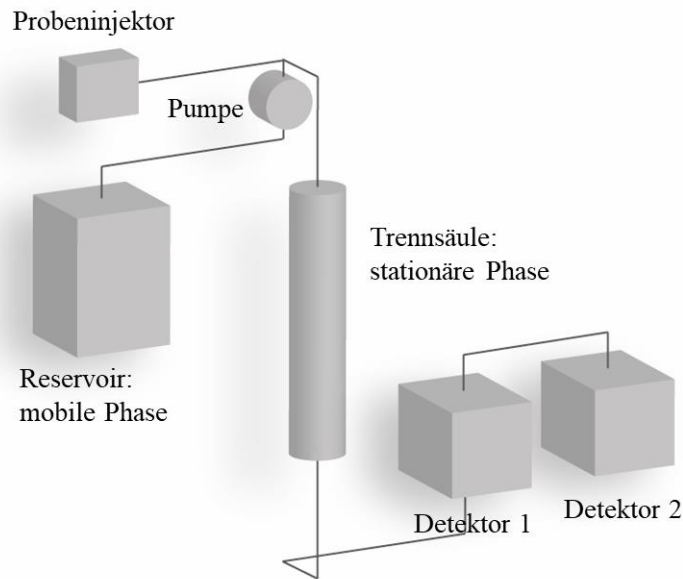 Probeninjektor
Pumpe
Trennsäule:
stationäre Phase
Reservoir:
mobile Phase
Detektor 1
Detektor 2